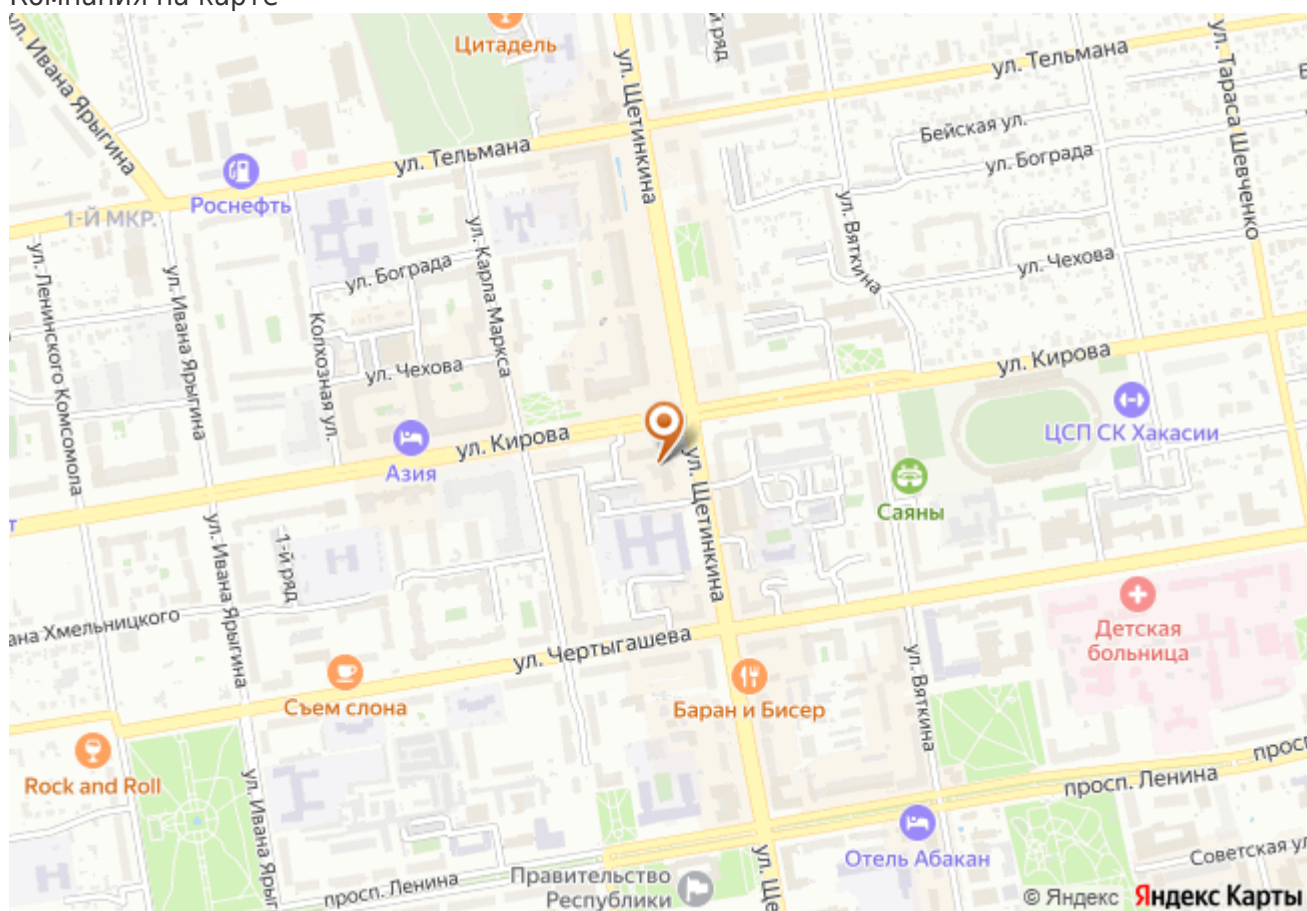 Компания на карте
ул. Ивана Ярыгина
Цитадель
ул. Щетинкина
й ряд
ул. Тельмана
ул. Тараса Шевченко
Бейская ул.
ул. Бограда
ул. Тельмана
Роснефть
1-Й МКР.
ул. Вяткина
ул. Чехова
ул. Карла Маркса
ул. Бограда
ул. Ленинского Комсомола
ул. Ивана Ярыгина
Колхозная ул.
ул. Чехова
ул. Кирова
ЦСП СК Хакасии
ул. Кирова
Азия
ул. Щетинкина
Саяны
т
ул. Ивана Ярыгина
1-й ряд
ана Хмельницкого
Детская
больница
ул. Чертыгашева
ул. Вяткина
Съем слона
Баран и Бисер
Rock and Roll
просп
просп. Ленина
ул. Ивана Яры
Отель Абакан
Советская ул
просп. Ленина
Правительство
Республики
ул. Ще
© Яндекс Яндекс Карты